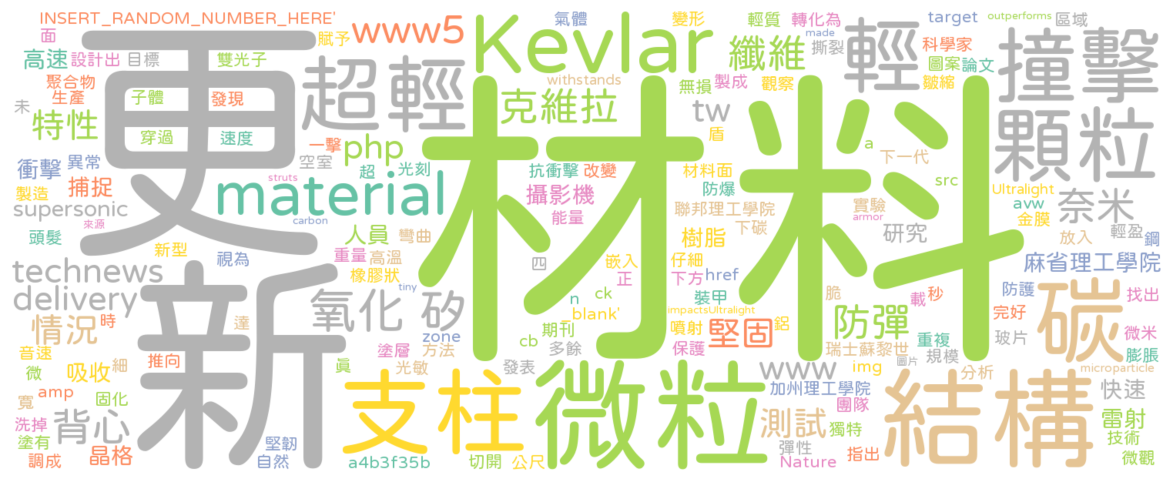 INSERT_RANDOM_NUMBER_HERE'
氣體
變形
輕質
轉化為
target
outperforms
made
區域
面
賦予
www5
Kevlar
纖維
輕
撕裂
科學家
撞擊
高速
設計出
目標
雙光子
更
超輕
withstands
無損
製成
觀察
圖案
論文
皺縮
聚合物
生產
子體
發現
克維拉
tw
盾
a
下一代
顆粒
未
特性
穿過
速度
一擊
php
空室
超
光刻
抗衝擊
改變
材料
材料面
防爆
src
衝擊
異常
struts
material
攝影機
能量
聯邦理工學院
實驗
armor
Ultralight
avw
奈米
製造
捕捉
supersonic
carbon
來源
頭髮
新型
視為
人員
彎曲
重量
高溫
橡膠狀
四
嵌入
正
樹脂
下碳
仔細
下方
href
研究
金膜
放入
輕盈
鋼
麻省理工學院
technews
delivery
新
tiny
氧化
矽
n
ck
blank'
裝甲
impactsUltralight
噴射
鋁
保護
堅固
防彈
脆
載
秒
重複
防護
找出
完好
碳
微米
膨脹
情況
時
達
音速
推向
微
吸收
細
塗層
方法
光敏
zone
cb
期刊
多餘
發表
真
瑞士蘇黎世
規模
圖片
玻片
分析
microparticle
寬
amp
固化
洗掉
背心
塗有
調成
晶格
堅韌
自然
支柱
a4b3f35b
切開
公尺
微粒
www
加州理工學院
img
測試
團隊
獨特
彈性
Nature
指出
結構
快速
雷射
技術
微觀